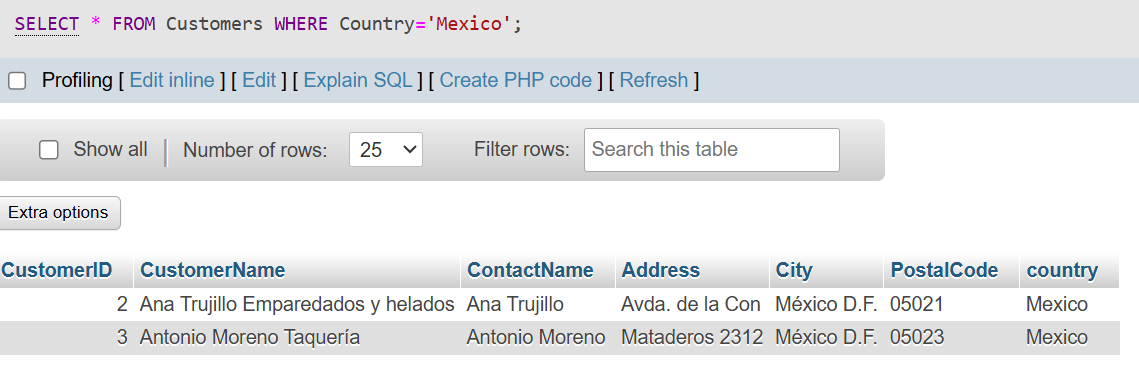 SELECT * FROM Customers WHERE Country='Mexico';
Profiling [ Edit inline ] [ Edit ] [ Explain SQL ] [ Create PHP code ] [ Refresh ]
Show all Number of rows: 25 Filter rows: Search this table
Extra options
CustomerID CustomerName ContactName Address City PostalCode country
2 Ana Trujillo Emparedados y helados Ana Trujillo Avda. de la Con México D.F. 05021 Mexico
3 Antonio Moreno Taquería Antonio Moreno Mataderos 2312 México D.F. 05023 Mexico